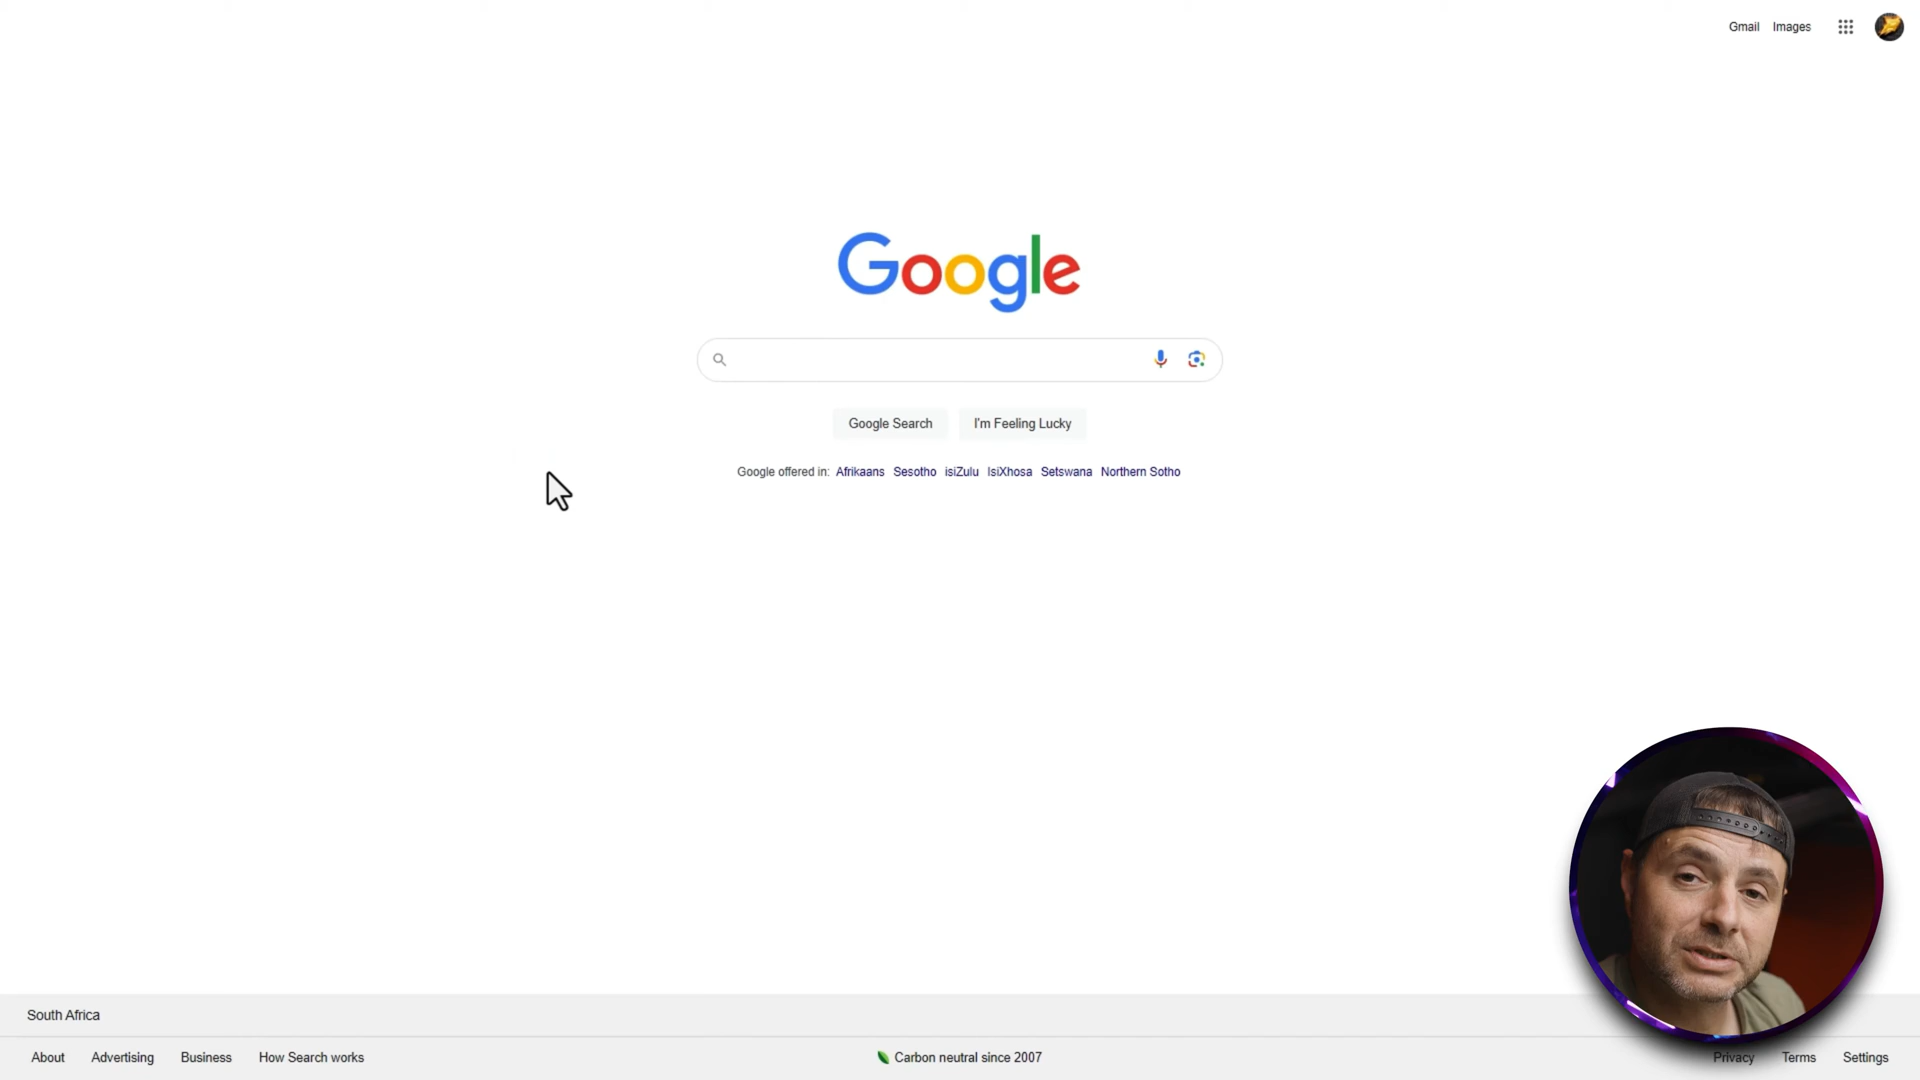 Gmail Images
Google
Google Search I'm Feeling Lucky
Google offered in: Afrikaans Sesotho isiZulu IsiXhosa Setswana Northern Sotho
South Africa
About Advertising Business How Search works Carbon neutral since 2007 Privacy Terms Settings